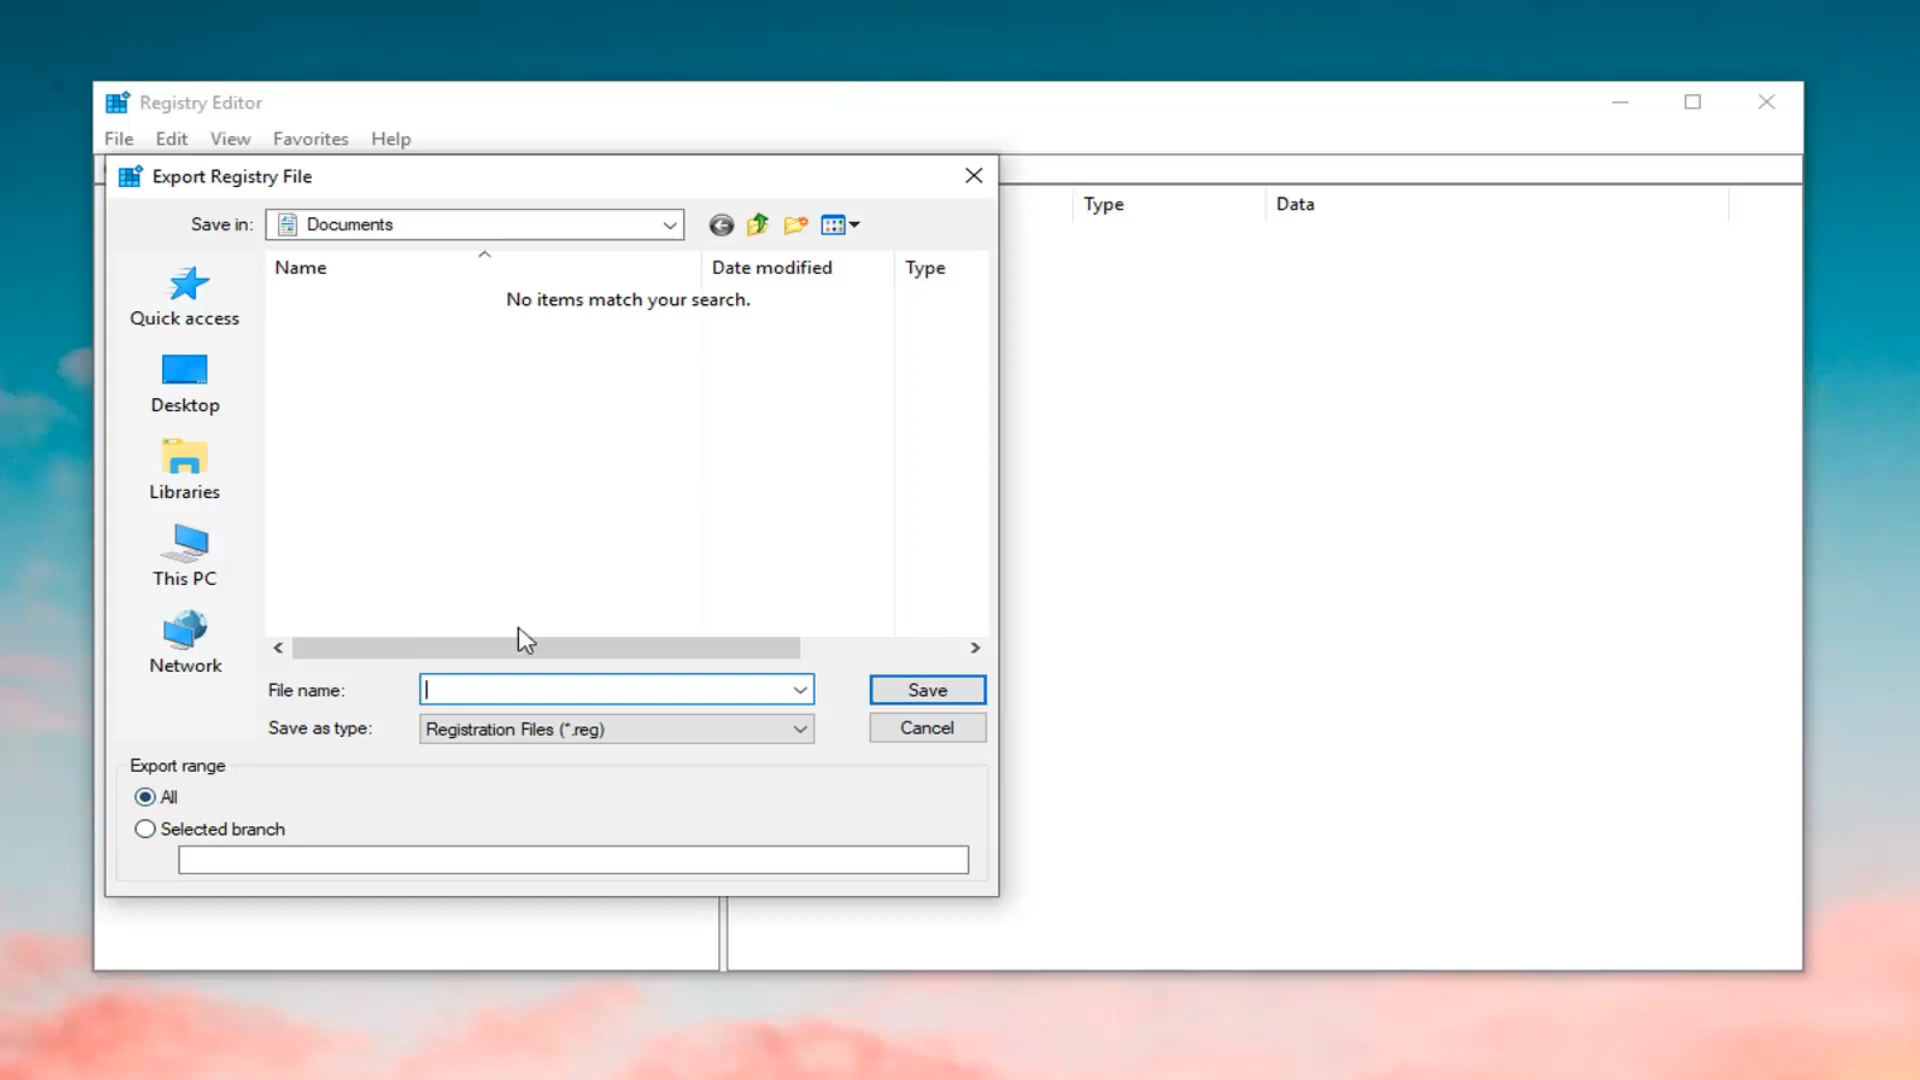 Registry Editor
File Edit View Favorites Help
Export Registry File
Save in: Documents
Type Data
Name Date modified Type
No items match your search.
Quick access
Desktop
Libraries
This PC
Network
File name: Save
Save as type: Registration Files (*.reg) Cancel
Export range
All
Selected branch